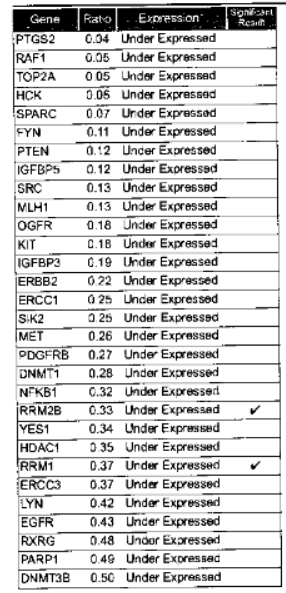 Gene Ratio Expression Significant Result
PTGS2 0.04 Under Expressed
RAF1 0.05 Under Expressed
TOP2A 0.05 Under Expressed
HCK 0.06 Under Expressed
SPARC 0.07 Under Expressed
FYN 0.11 Under Expressed
PTEN 0.12 Under Expressed
IGFBP5 0.12 Under Expressed
SRC 0.13 Under Expressed
MLH1 0.13 Under Expressed
OGFR 0.18 Under Expressed
KIT 0.18 Under Expressed
IGFBP3 0.19 Under Expressed
ERBB2 0.22 Under Expressed
ERCC1 0.25 Under Expressed
SIK2 0.25 Under Expressed
MET 0.26 Under Expressed
PDGFRB 0.27 Under Expressed
DNMT1 0.28 Under Expressed
NFKB1 0.32 Under Expressed
RRM2B 0.33 Under Expressed ✓
YES1 0.34 Under Expressed
HDAC1 0.35 Under Expressed
RRM1 0.37 Under Expressed ✓
ERCC3 0.37 Under Expressed
LYN 0.42 Under Expressed
EGFR 0.43 Under Expressed
RXRG 0.48 Under Expressed
PARP1 0.49 Under Expressed
DNMT3B 0.50 Under Expressed